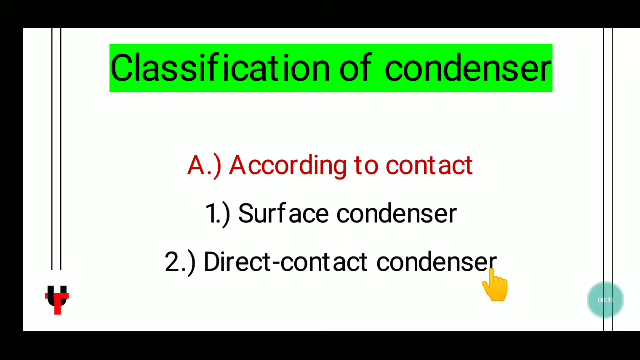 Classification of condenser
A.) According to contact
1.) Surface condenser
2.) Direct-contact condenser